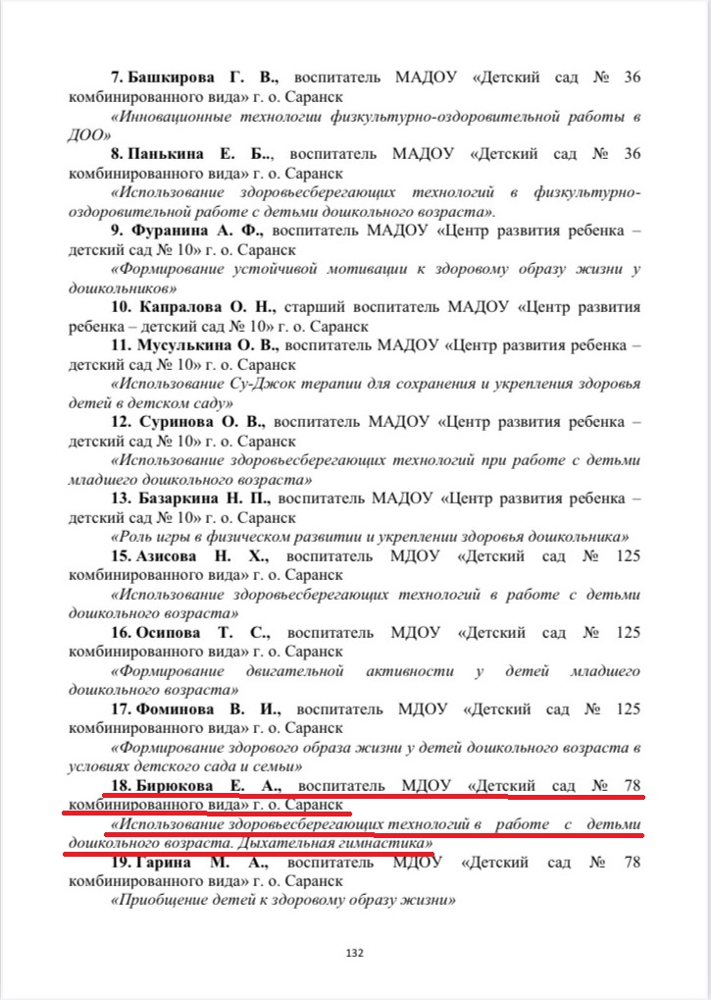 7. Башкирова Г. В., воспитатель МАДОУ «Детский сад № 36
комбинированного вида» г. о. Саранск
«Инновационные технологии физкультурно-оздоровительной работы в
ДОО»
8. Панькина Е. Б.., воспитатель МАДОУ «Детский сад № 36
комбинированного вида» г. о. Саранск
«Использование здоровьесберегающих технологий в физкультурно-
оздоровительной работе с детьми дошкольного возраста».
9. Фуранина А. Ф., воспитатель МАДОУ «Центр развития ребенка –
детский сад № 10» г. о. Саранск
«Формирование устойчивой мотивации к здоровому образу жизни у
дошкольников»
10. Капралова О. Н., старший воспитатель МАДОУ «Центр развития
ребенка – детский сад № 10» г. о. Саранск
11. Мусулькина О. В., воспитатель МАДОУ «Центр развития ребенка –
детский сад № 10» г. о. Саранск
«Использование Су-Джок терапии для сохранения и укрепления здоровья
детей в детском саду»
12. Суринова О. В., воспитатель МАДОУ «Центр развития ребенка –
детский сад № 10» г. о. Саранск
«Использование здоровьесберегающих технологий при работе с детьми
младшего дошкольного возраста»
13. Базаркина Н. П., воспитатель МАДОУ «Центр развития ребенка –
детский сад № 10» г. о. Саранск
«Роль игры в физическом развитии и укреплении здоровья дошкольника»
15. Азисова Н. Х., воспитатель МДОУ «Детский сад № 125
комбинированного вида» г. о. Саранск
«Использование здоровьесберегающих технологий в работе с детьми
дошкольного возраста»
16. Осипова Т. С., воспитатель МДОУ «Детский сад № 125
комбинированного вида» г. о. Саранск
«Формирование двигательной активности у детей младшего
дошкольного возраста»
17. Фоминова В. И., воспитатель МДОУ «Детский сад № 125
комбинированного вида» г. о. Саранск
«Формирование здорового образа жизни у детей дошкольного возраста в
условиях детского сада и семьи»
18. Бирюкова Е. А., воспитатель МДОУ «Детский сад № 78
комбинированного вида» г. о. Саранск
«Использование здоровьесберегающих технологий в работе с детьми
дошкольного возраста. Дыхательная гимнастика»
19. Гарина М. А., воспитатель МДОУ «Детский сад № 78
комбинированного вида» г. о. Саранск
«Приобщение детей к здоровому образу жизни»
132